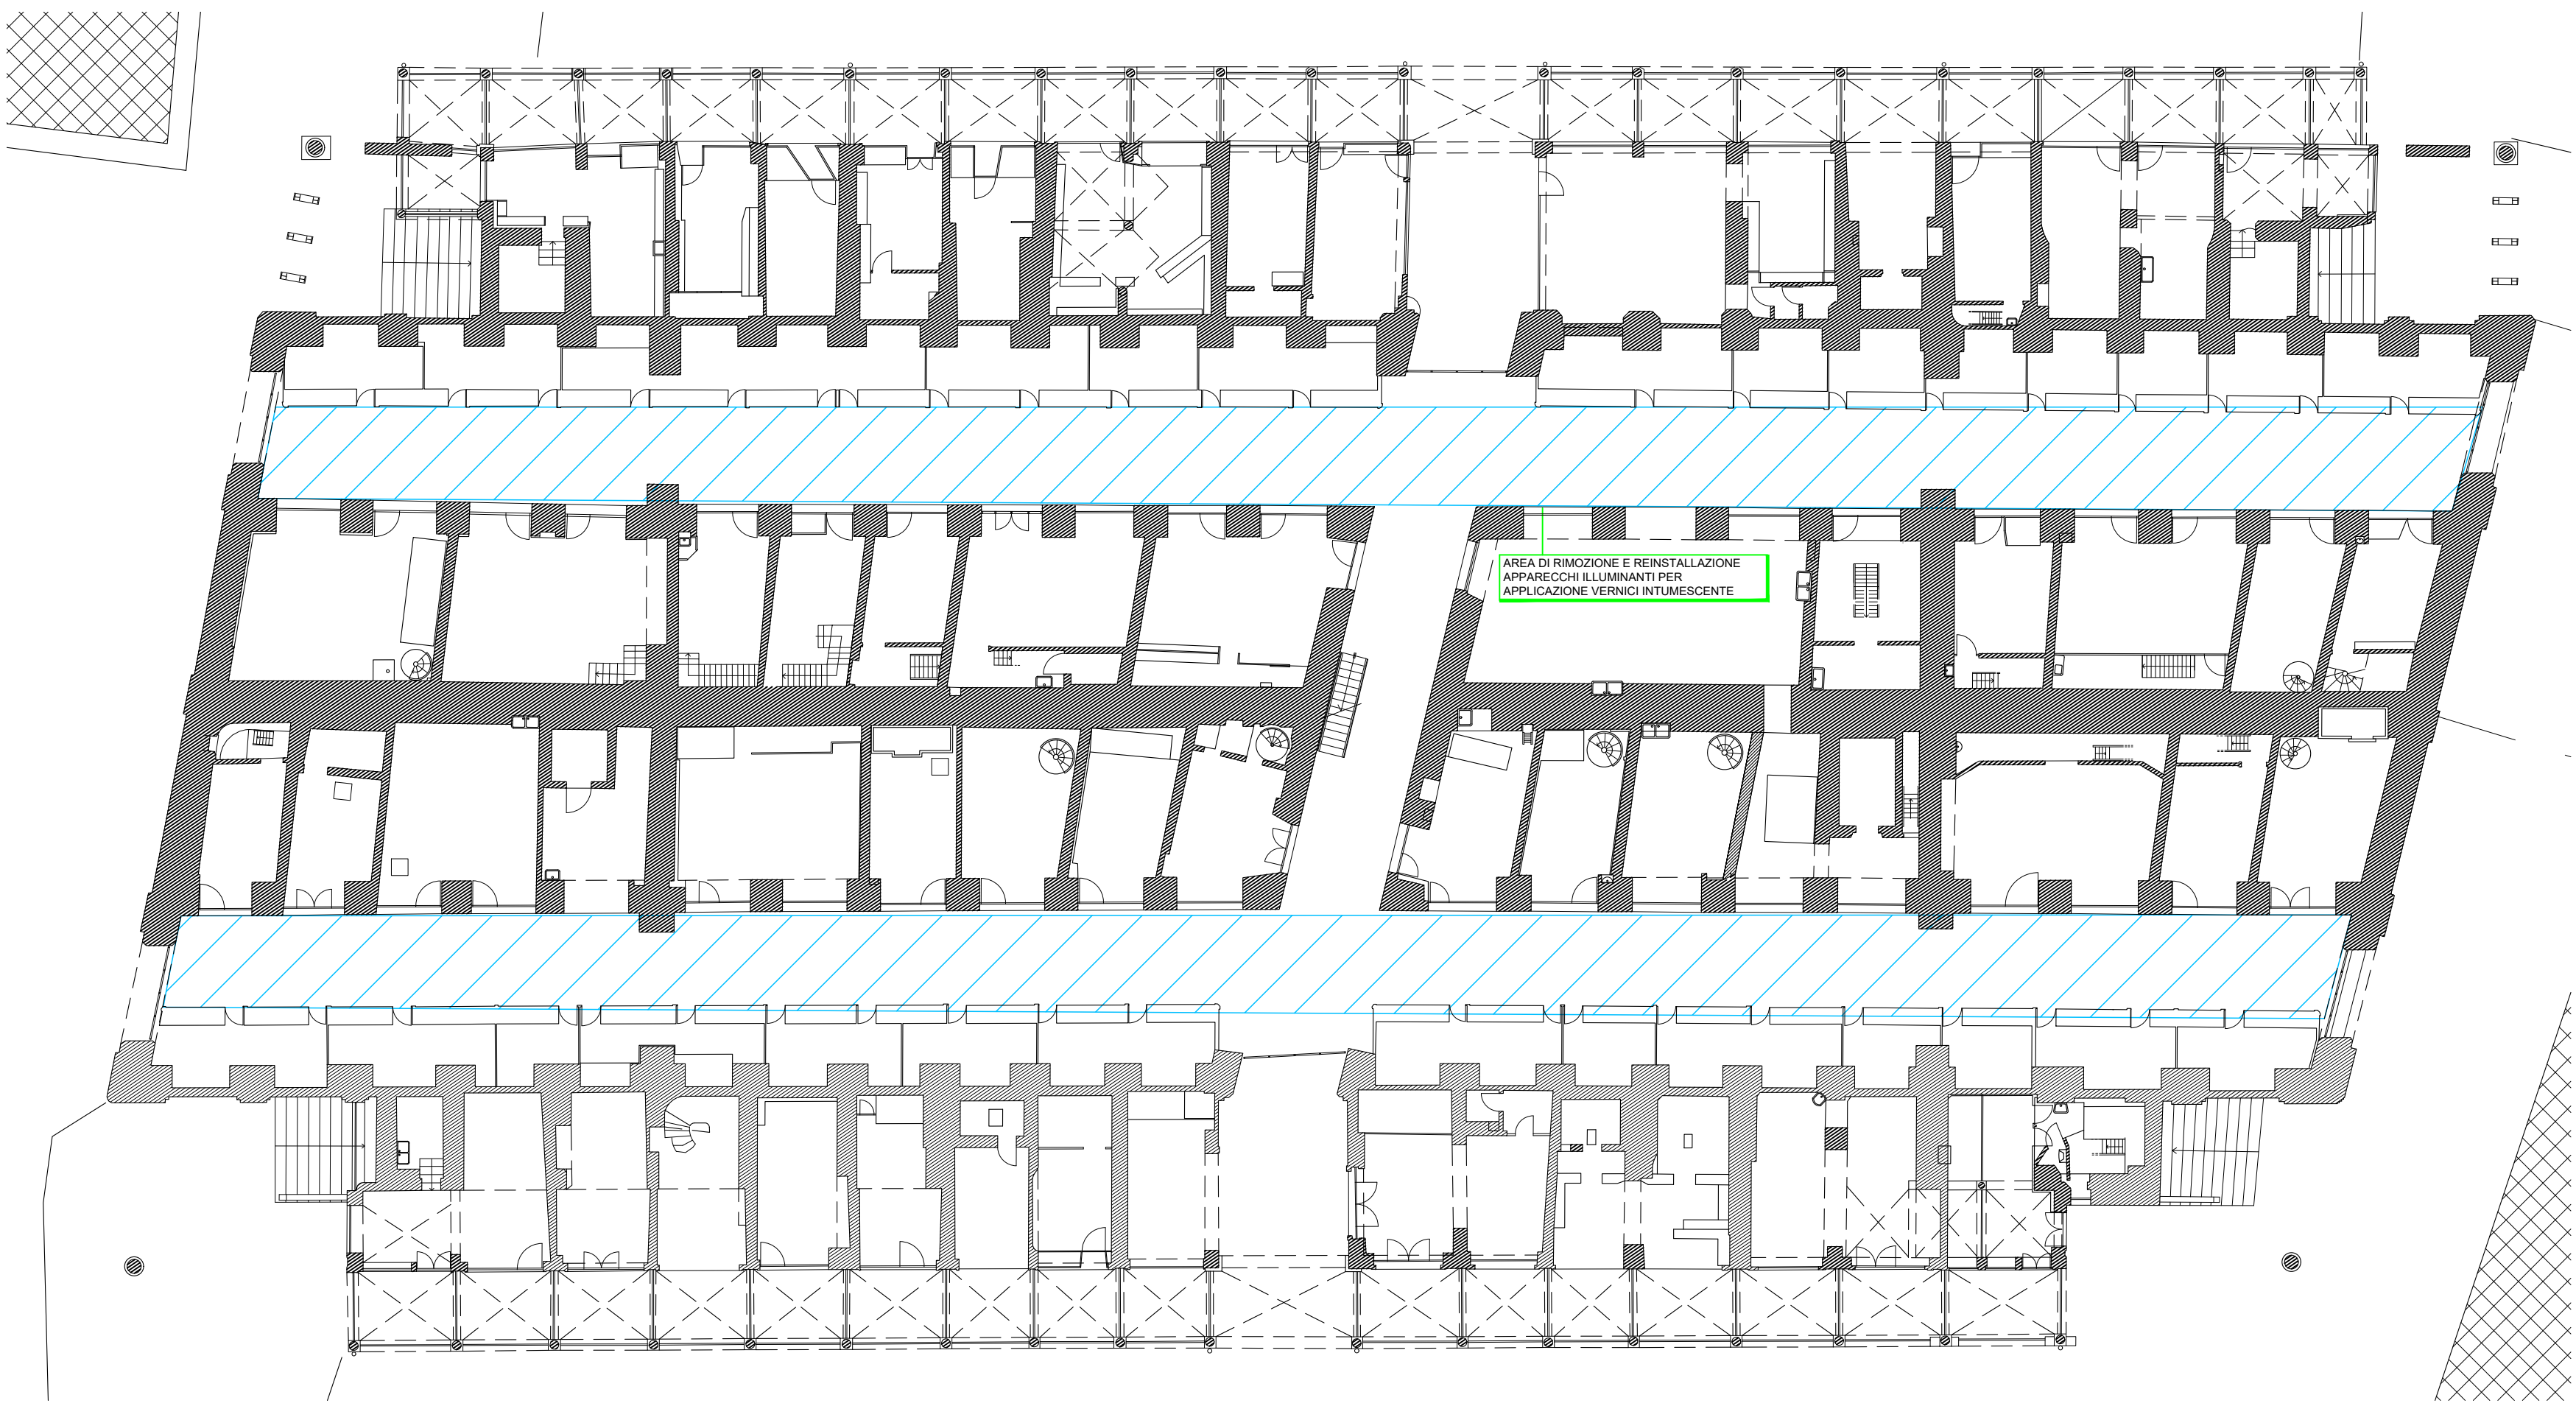 AREA DI RIMOZIONE E REINSTALLAZIONE
APPARECCHI ILLUMINANTI PER
APPLICAZIONE VERNICI INTUMESCENTE